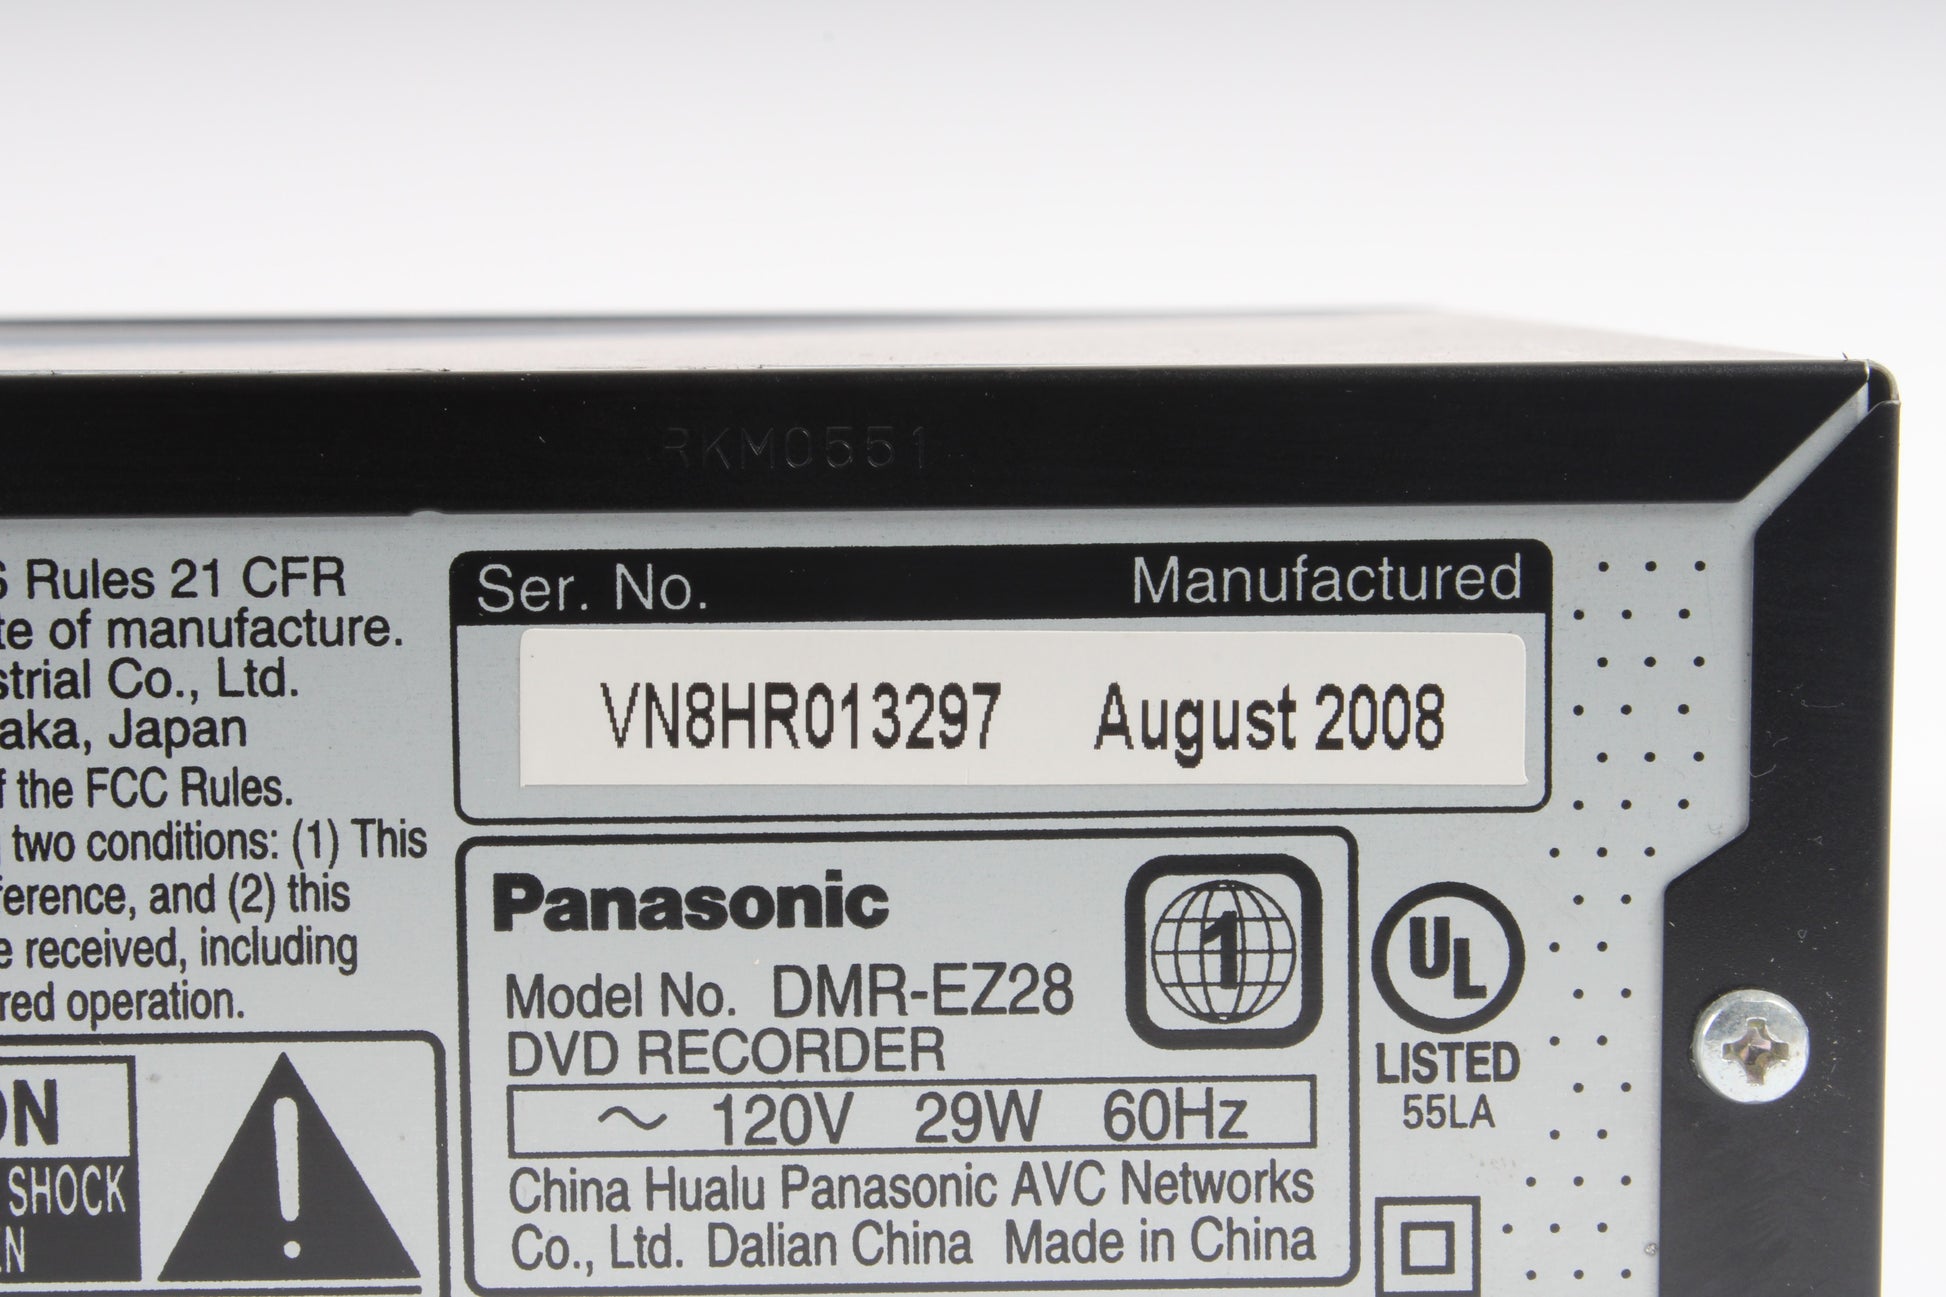 RKM0551
S Rules 21 CFR
te of manufacture.
strial Co., Ltd.
aka, Japan
f the FCC Rules.
two conditions: (1) This
ference, and (2) this
e received, including
red operation.
ON
SHOCK
Ser. No. Manufactured
VN8HR013297 August 2008
Panasonic
1
Model No. DMR-EZ28
DVD RECORDER
~ 120V 29W 60Hz
China Hualu Panasonic AVC Networks
Co., Ltd. Dalian China Made in China
UL
LISTED
55LA